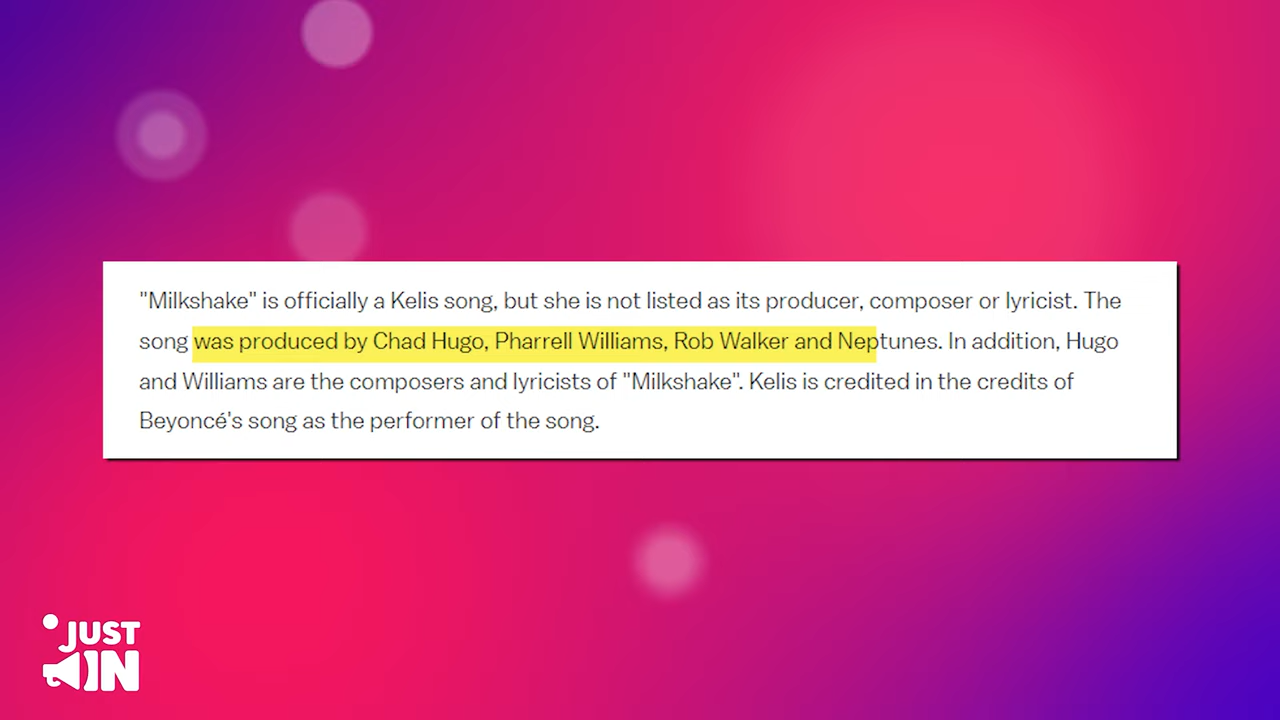 "Milkshake" is officially a Kelis song, but she is not listed as its producer, composer or lyricist. The
song was produced by Chad Hugo, Pharrell Williams, Rob Walker and Neptunes. In addition, Hugo
and Williams are the composers and lyricists of "Milkshake". Kelis is credited in the credits of
Beyoncé's song as the performer of the song.
JUST
IN